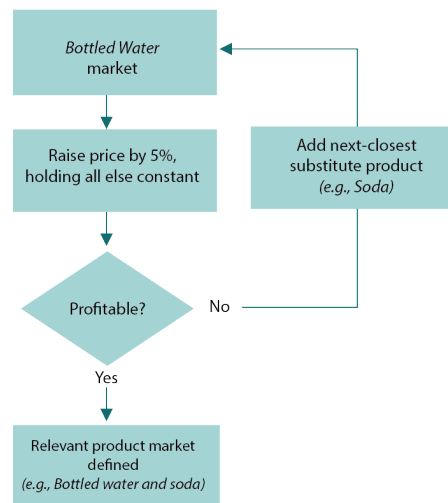 Bottled Water
market
Raise price by 5%,
holding all else constant
Add next-closest
substitute product
(e.g., Soda)
Profitable?
No
Yes
Relevant product market
defined
(e.g., Bottled water and soda)